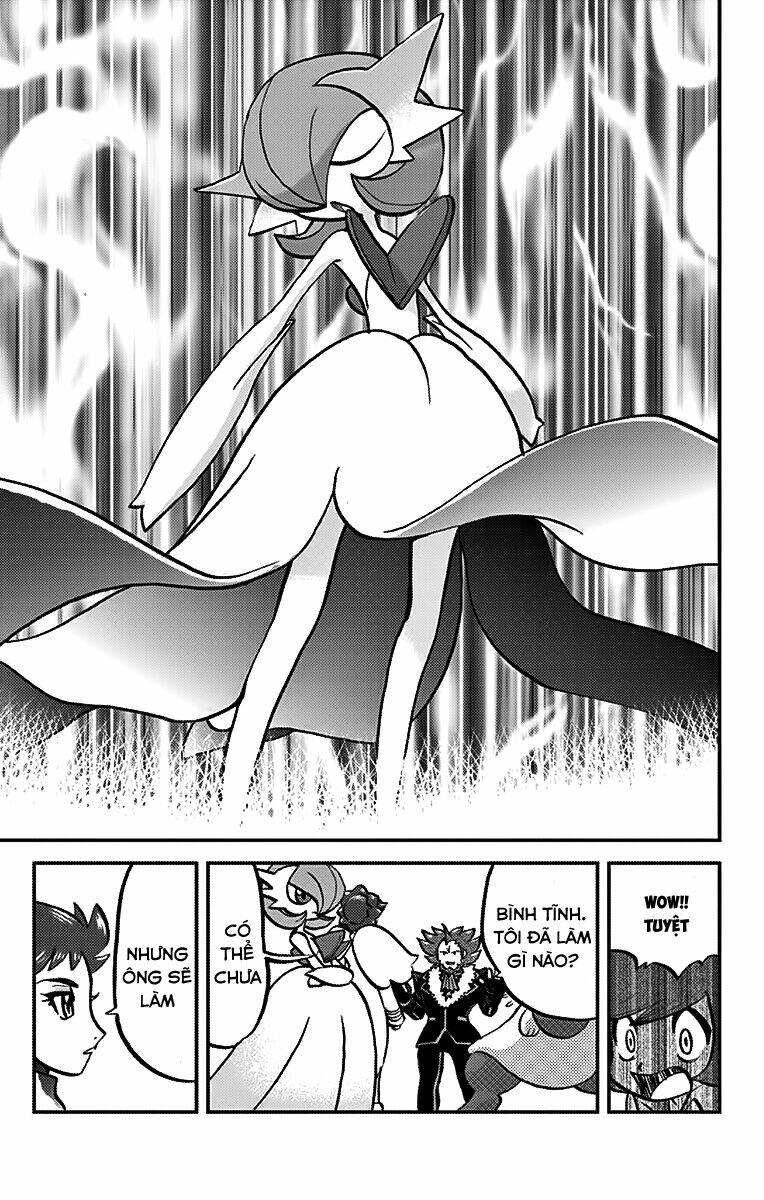 WOW!!
TUYỆT
BÌNH TĨNH.
TÔI ĐÃ LÀM
GÌ NÀO?
CÓ
THỂ
CHƯA
NHƯNG
ÔNG SẼ
LÀM